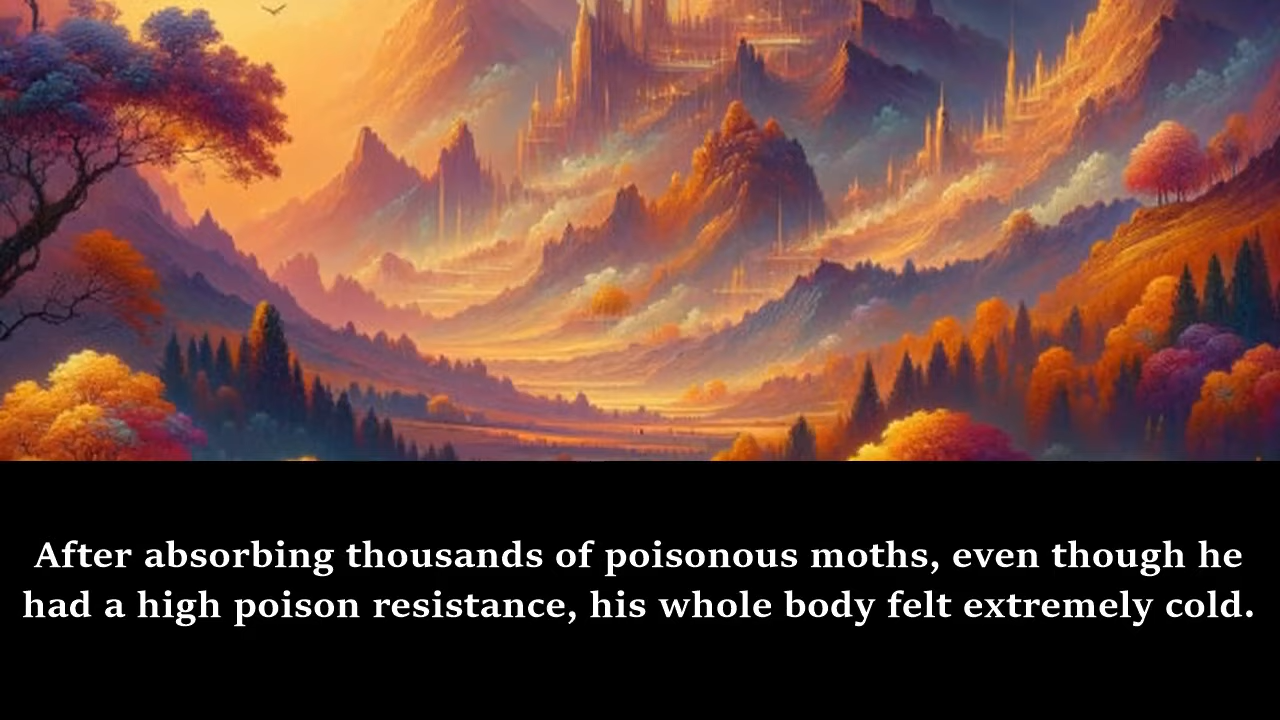 After absorbing thousands of poisonous moths, even though he
had a high poison resistance, his whole body felt extremely cold.